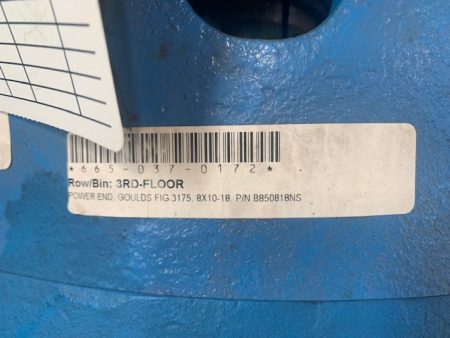 *665-037-0172*
Row/Bin: 3RD-FLOOR
POWER END, GOULDS FIG 3175, 8X10-18, P/N B850818NS